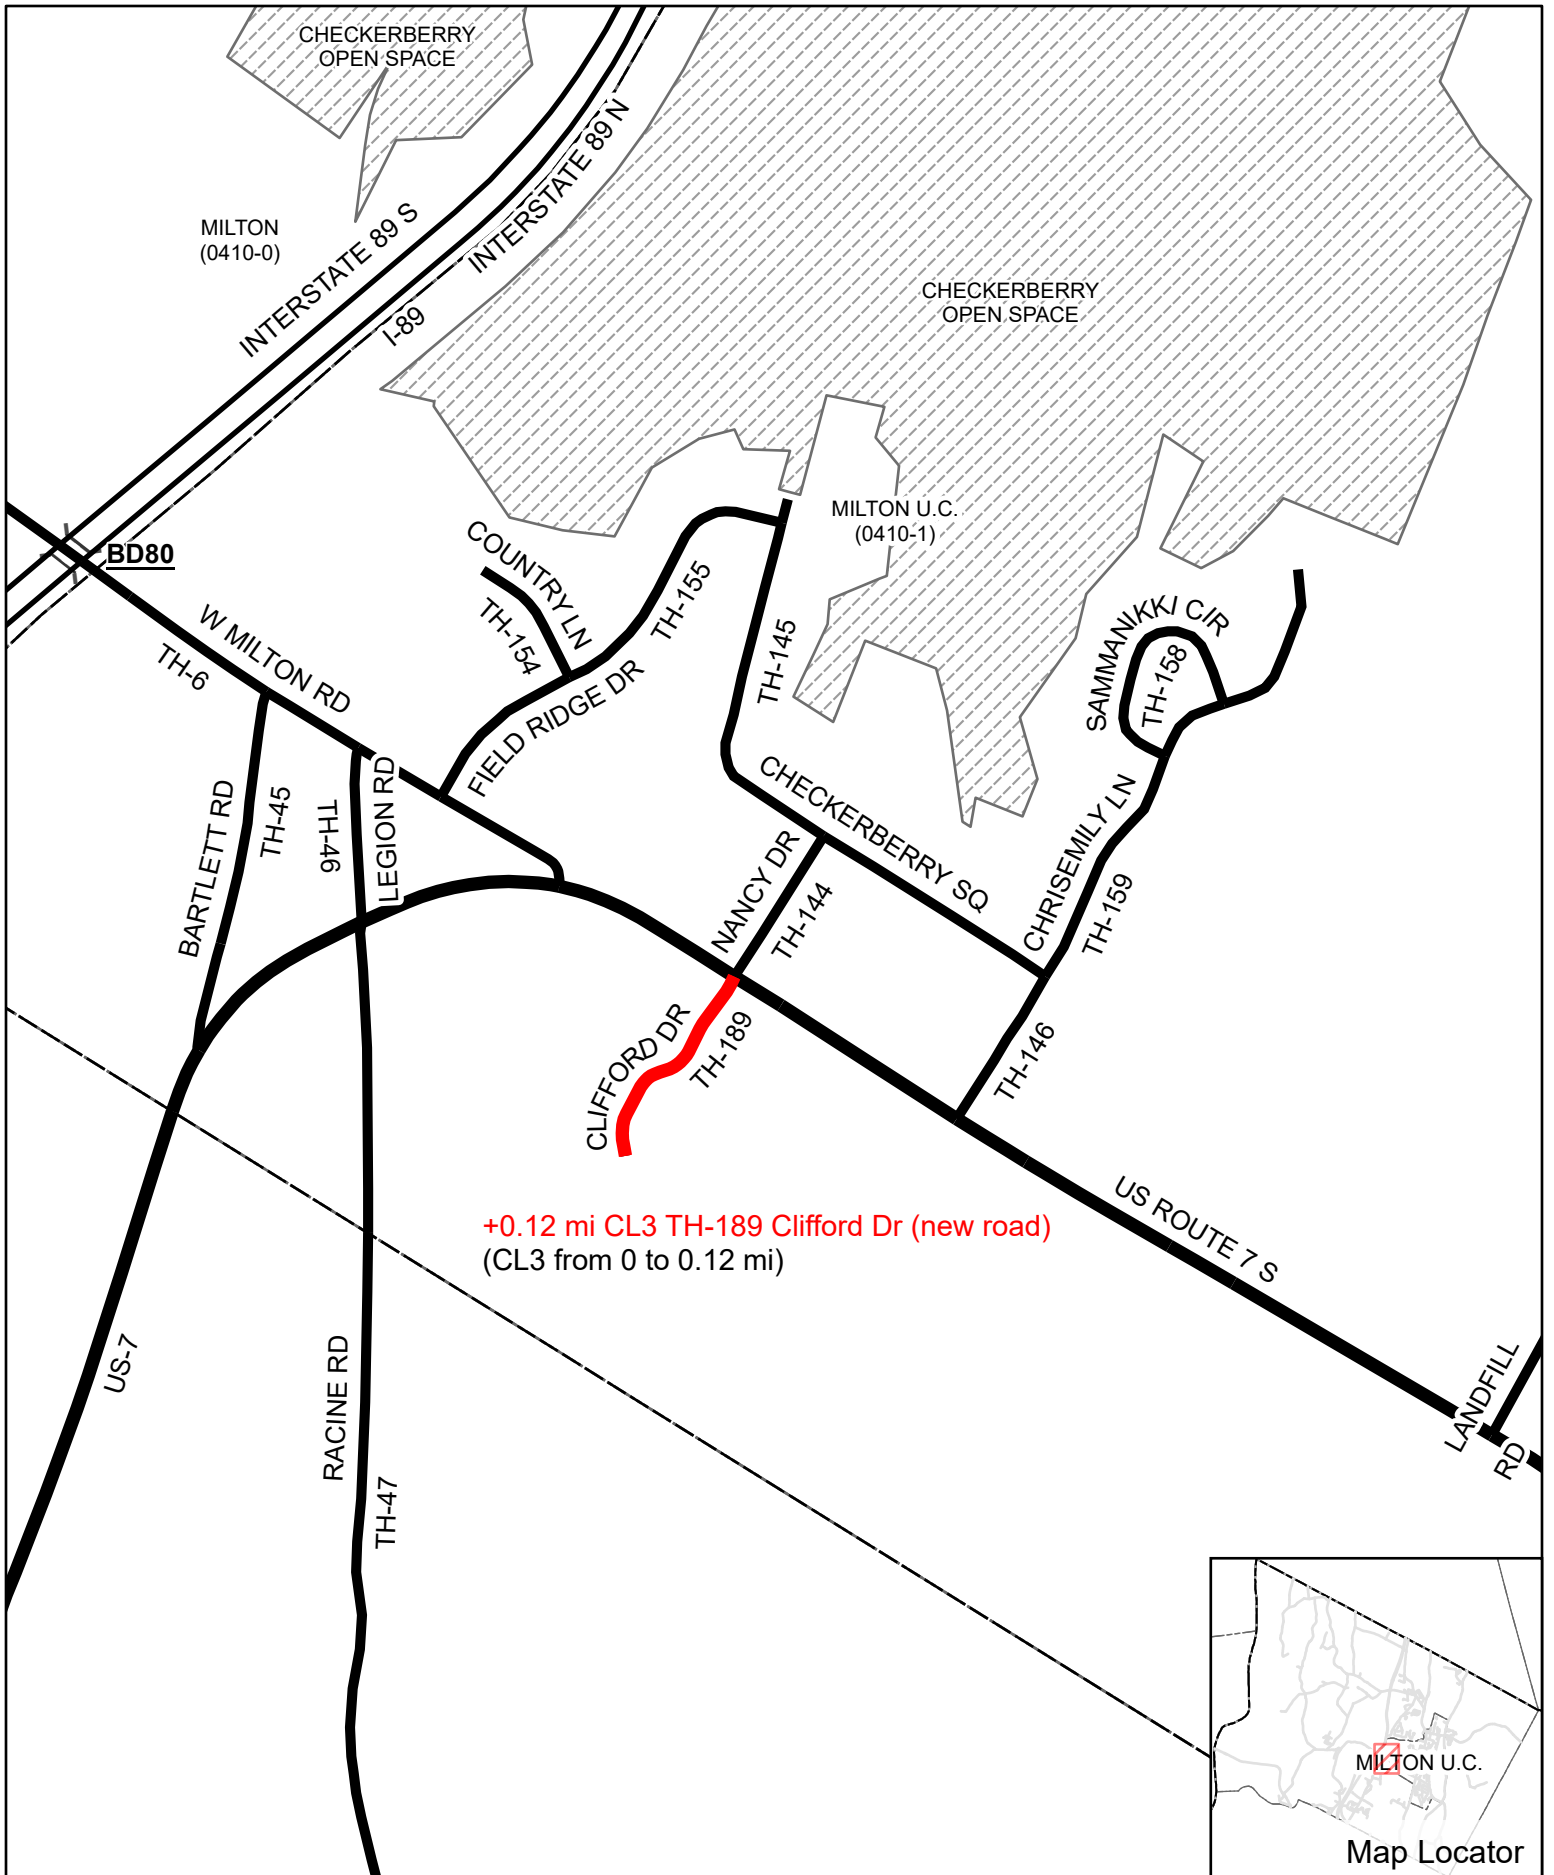 CHECKERBERRY
OPEN SPACE
INTERSTATE 89 N
MILTON
(0410-0)
INTERSTATE 89 S
I-89
CHECKERBERRY
OPEN SPACE
MILTON U.C.
(0410-1)
BD80
COUNTRY LN
TH-154
TH-155
W MILTON RD
TH-6
FIELD RIDGE DR
TH-145
SAMMANIKKI CIR
TH-158
BARTLETT RD
TH-45
TH-46
LEGION RD
CHECKERBERRY SQ
NANCY DR
TH-144
CHRISEMILY LN
TH-159
CLIFFORD DR
TH-189
TH-146
+0.12 mi CL3 TH-189 Clifford Dr (new road)
(CL3 from 0 to 0.12 mi)
US ROUTE 7 S
US-7
RACINE RD
TH-47
LANDFILL
RD
MILTON U.C.
Map Locator